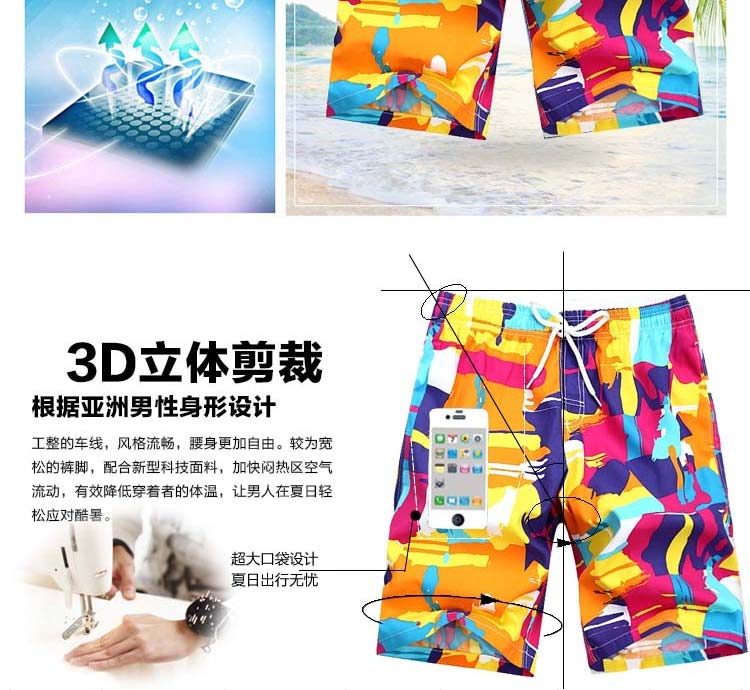 3D立体剪裁
根据亚洲男性身形设计
工整的车线，风格流畅，腰身更加自由。较为宽
松的裤脚，配合新型科技面料，加快闷热区空气
流动，有效降低穿着者的体温，让男人在夏日轻
松应对酷暑。
超大口袋设计
夏日出行无忧